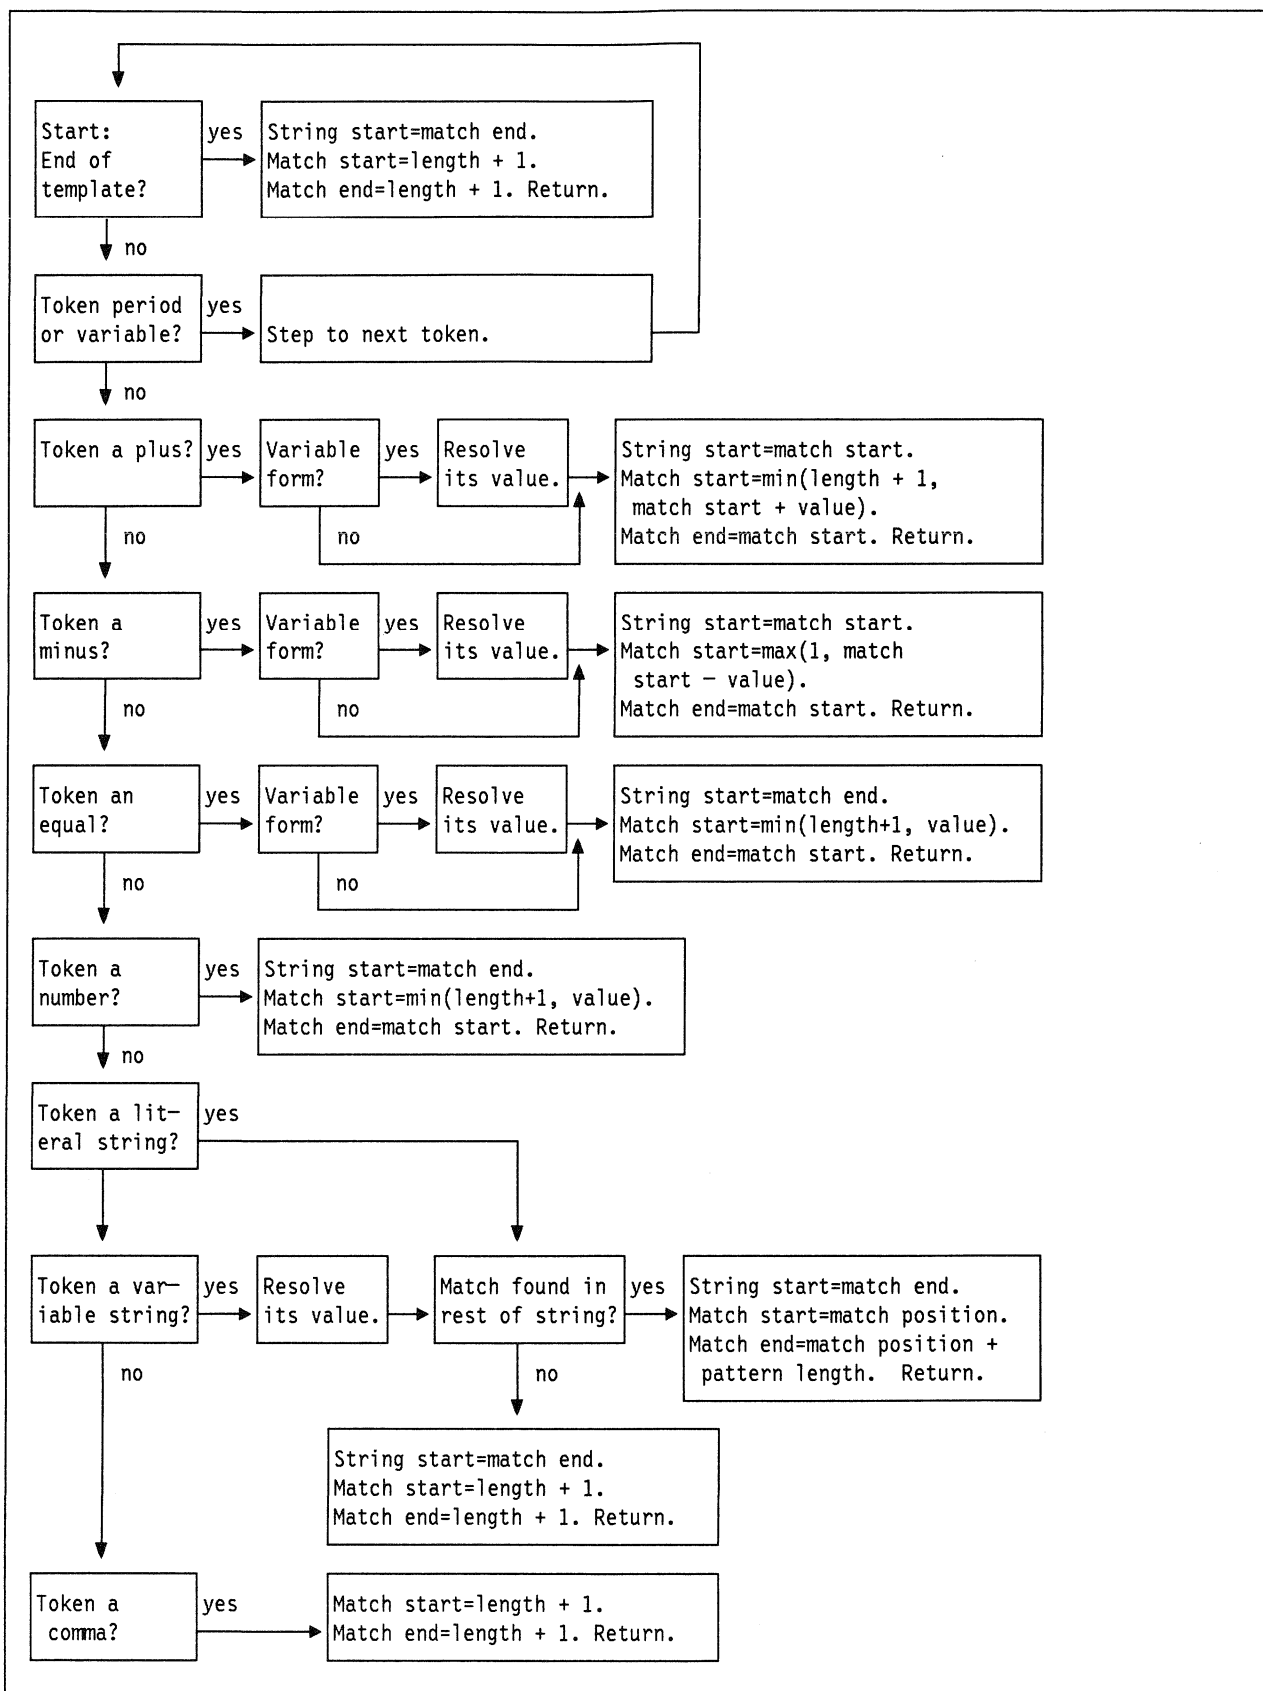 Start:
End of
template?
yes
String start=match end.
Match start=length + 1.
Match end=length + 1. Return.
no
Token period
or variable?
yes
Step to next token.
no
Token a plus?
yes
Variable
form?
yes
Resolve
its value.
String start=match start.
Match start=min(length + 1,
match start + value).
Match end=match start. Return.
no
no
Token a
minus?
yes
Variable
form?
yes
Resolve
its value.
String start=match start.
Match start=max(1, match
start — value).
Match end=match start. Return.
no
no
Token an
equal?
yes
Variable
form?
yes
Resolve
its value.
String start=match end.
Match start=min(length+1, value).
Match end=match start. Return.
no
no
Token a
number?
yes
String start=match end.
Match start=min(length+1, value).
Match end=match start. Return.
no
Token a lit—
eral string?
yes
Token a var—
iable string?
yes
Resolve
its value.
Match found in
rest of string?
yes
String start=match end.
Match start=match position.
Match end=match position +
pattern length. Return.
no
no
String start=match end.
Match start=length + 1.
Match end=length + 1. Return.
Token a
comma?
yes
Match start=length + 1.
Match end=length + 1. Return.